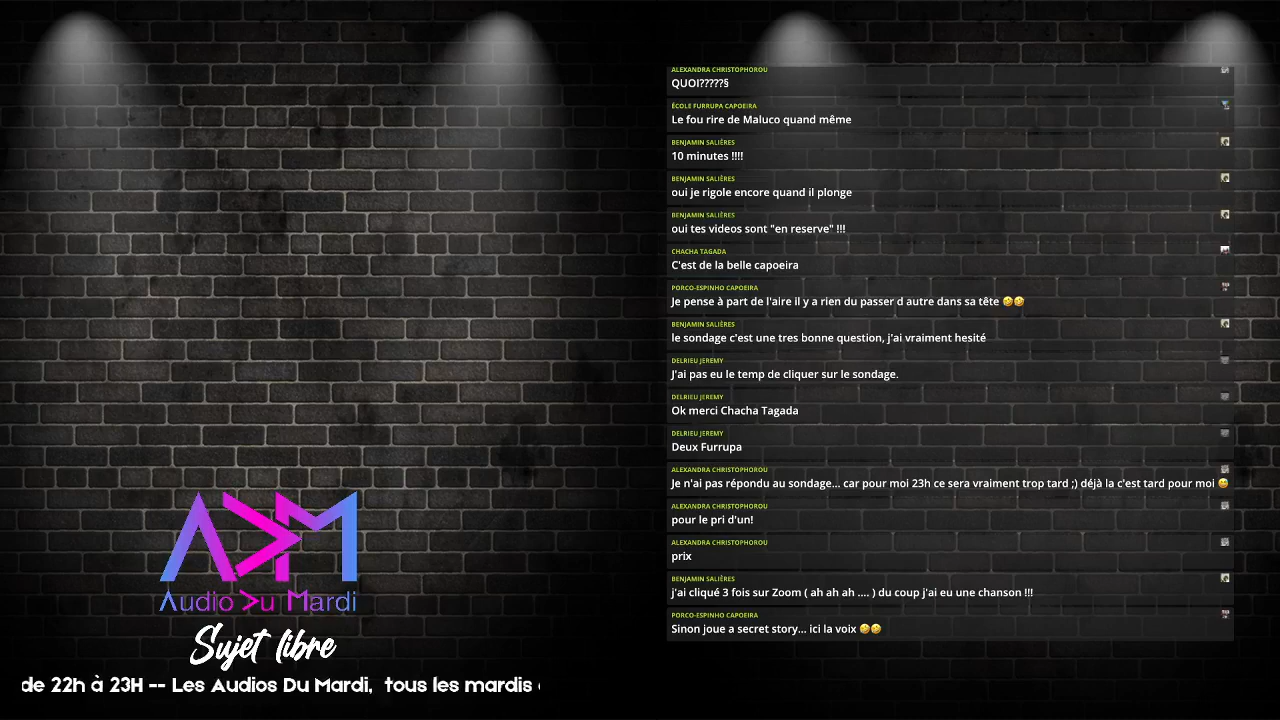 ALEXANDRA CHRISTOPHOROU
QUOI?????§
ÉCOLE FURRUPA CAPOEIRA
Le fou rire de Maluco quand même
BENJAMIN SALIÈRES
10 minutes !!!!
BENJAMIN SALIÈRES
oui je rigole encore quand il plonge
BENJAMIN SALIÈRES
oui tes videos sont "en reserve" !!!
CHACHA TAGADA
C'est de la belle capoeira
PORCO-ESPINHO CAPOEIRA
Je pense à part de l'aire il y a rien du passer d autre dans sa tête 🤣🤣
BENJAMIN SALIÈRES
le sondage c'est une tres bonne question, j'ai vraiment hesité
DELRIEU JEREMY
J'ai pas eu le temp de cliquer sur le sondage.
DELRIEU JEREMY
Ok merci Chacha Tagada
DELRIEU JEREMY
Deux Furrupa
ALEXANDRA CHRISTOPHOROU
Je n'ai pas répondu au sondage... car pour moi 23h ce sera vraiment trop tard ;) déjà la c'est tard pour moi 😅
ALEXANDRA CHRISTOPHOROU
pour le pri d'un!
ALEXANDRA CHRISTOPHOROU
prix
BENJAMIN SALIÈRES
j'ai cliqué 3 fois sur Zoom ( ah ah ah .... ) du coup j'ai eu une chanson !!!
PORCO-ESPINHO CAPOEIRA
Sinon joue a secret story... ici la voix 🤣🤣
ADM
Audio Du Mardi
Sujet libre
de 22h à 23H -- Les Audios Du Mardi, tous les mardis